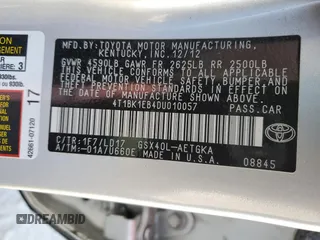 MFD BY: TOYOTA MOTOR MANUFACTURING,
KENTUCKY, INC. 12/12
GVWR 4590LB GAWR FR 2625LB RR 2500LB
THIS VEHICLE CONFORMS TO ALL APPLICABLE
FEDERAL MOTOR VEHICLE SAFETY, BUMPER, AND
THEFT PREVENTION STANDARDS IN EFFECT ON
THE DATE OF MANUFACTURE SHOWN ABOVE.
4T1BK1EB4DU010057
PASS.CAR
C/TR:1F7/LD17 GSX40L-AETGKA
A/TM:-01A/U660E MADE IN U.S.A.
08845
TOYOTA
3
42661-07120
17
DREAMBID